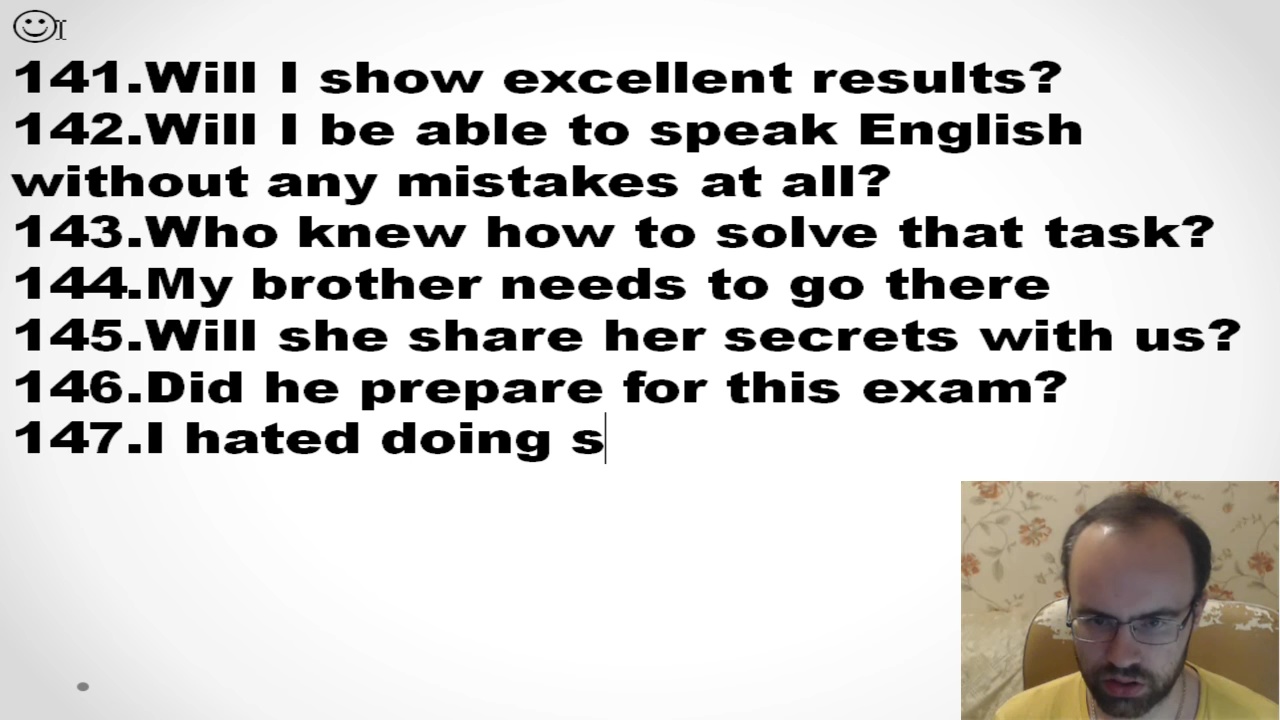 141.Will I show excellent results?
142.Will I be able to speak English
without any mistakes at all?
143.Who knew how to solve that task?
144.My brother needs to go there
145.Will she share her secrets with us?
146.Did he prepare for this exam?
147.I hated doing s